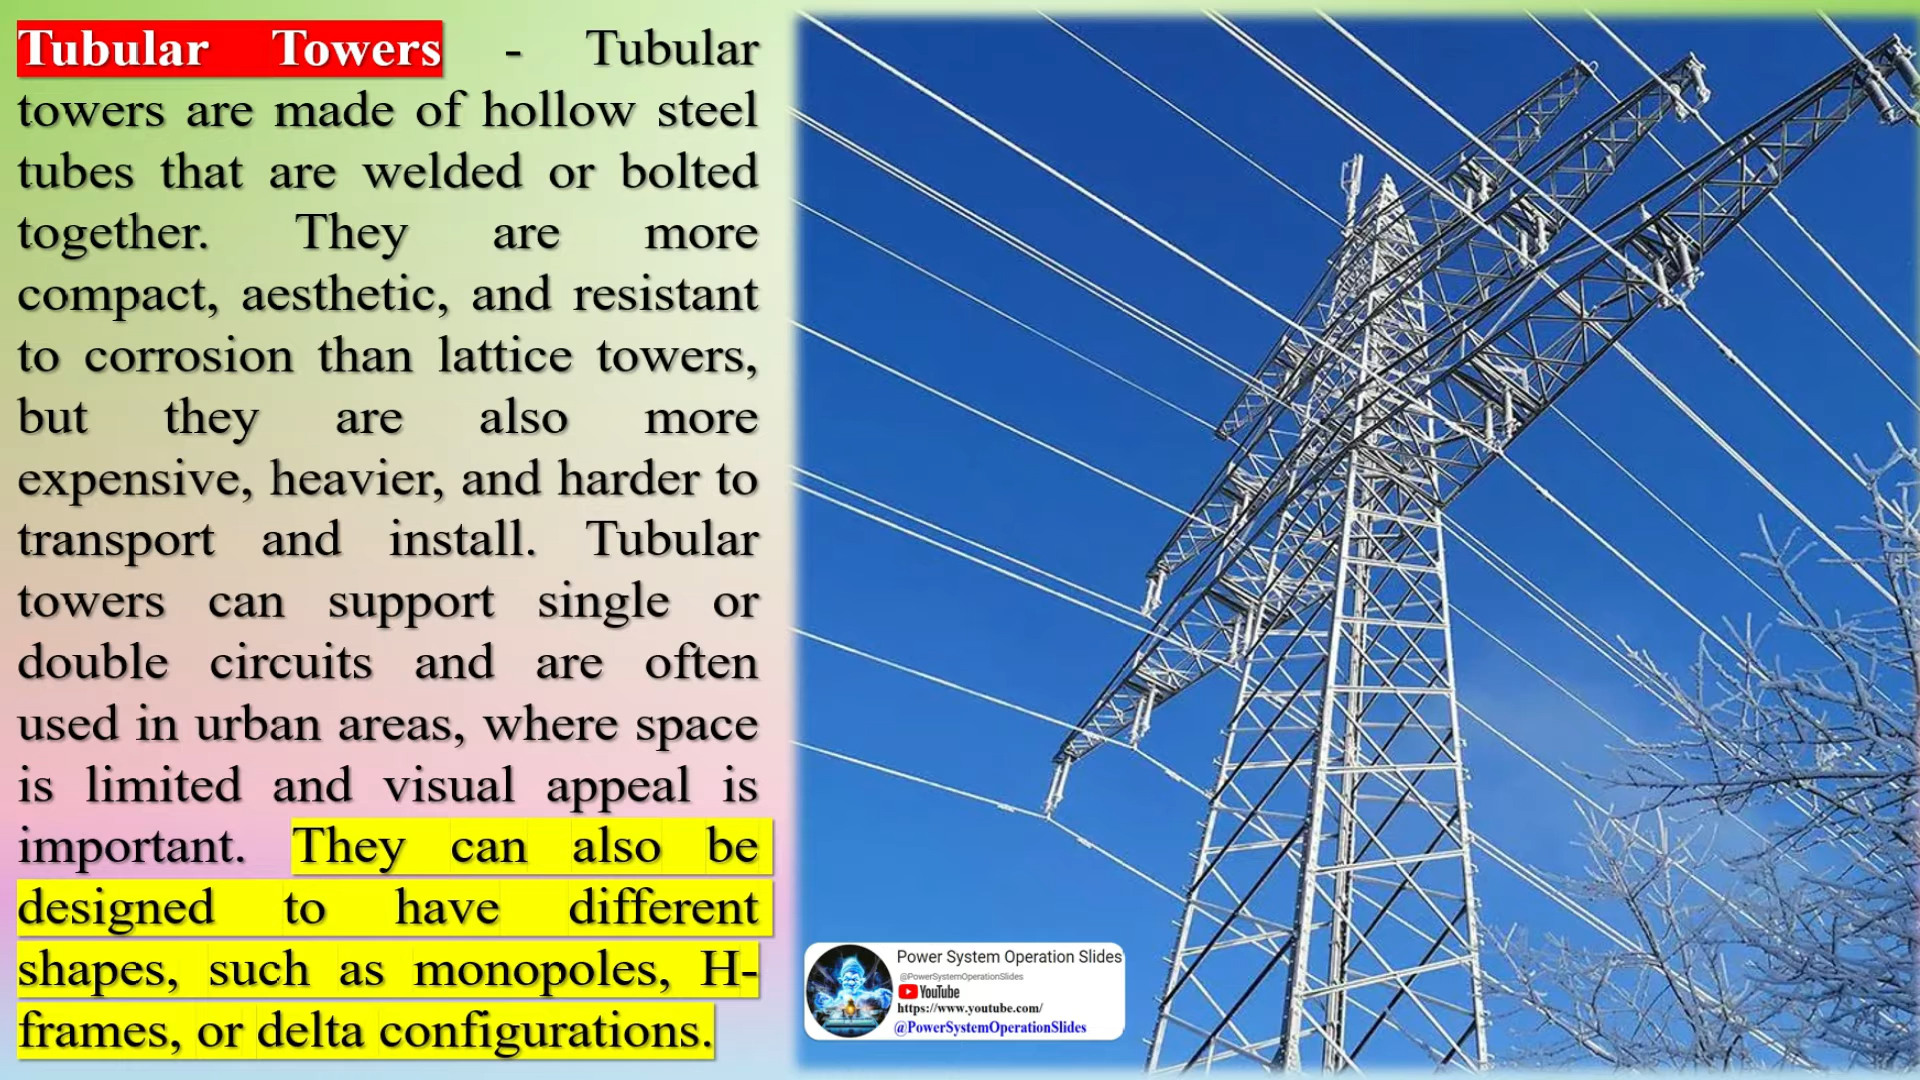 Tubular Towers - Tubular
towers are made of hollow steel
tubes that are welded or bolted
together. They are more
compact, aesthetic, and resistant
to corrosion than lattice towers,
but they are also more
expensive, heavier, and harder to
transport and install. Tubular
towers can support single or
double circuits and are often
used in urban areas, where space
is limited and visual appeal is
important. They can also be
designed to have different
shapes, such as monopoles, H-
frames, or delta configurations.
Power System Operation Slides
@PowerSystemOperationSlides
YouTube
https://www.youtube.com/
@PowerSystemOperationSlides